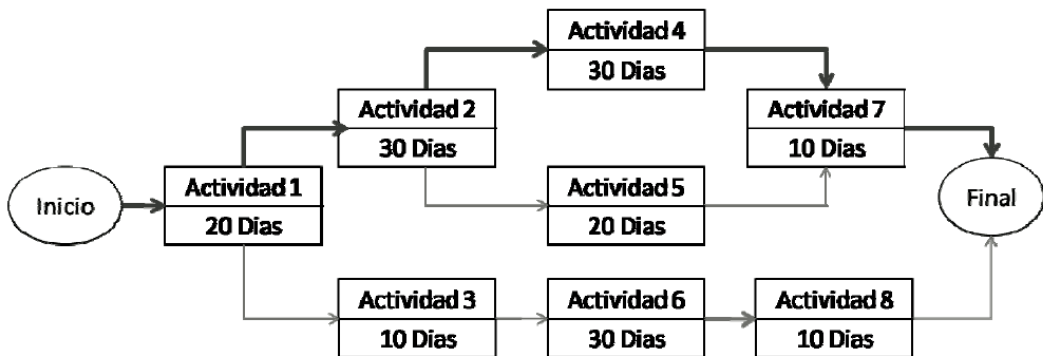 Actividad 4
30 Dias
Actividad 2
30 Dias
Actividad 7
10 Dias
Inicio
Actividad 1
20 Dias
Actividad 5
20 Dias
Final
Actividad 3
10 Dias
Actividad 6
30 Dias
Actividad 8
10 Dias